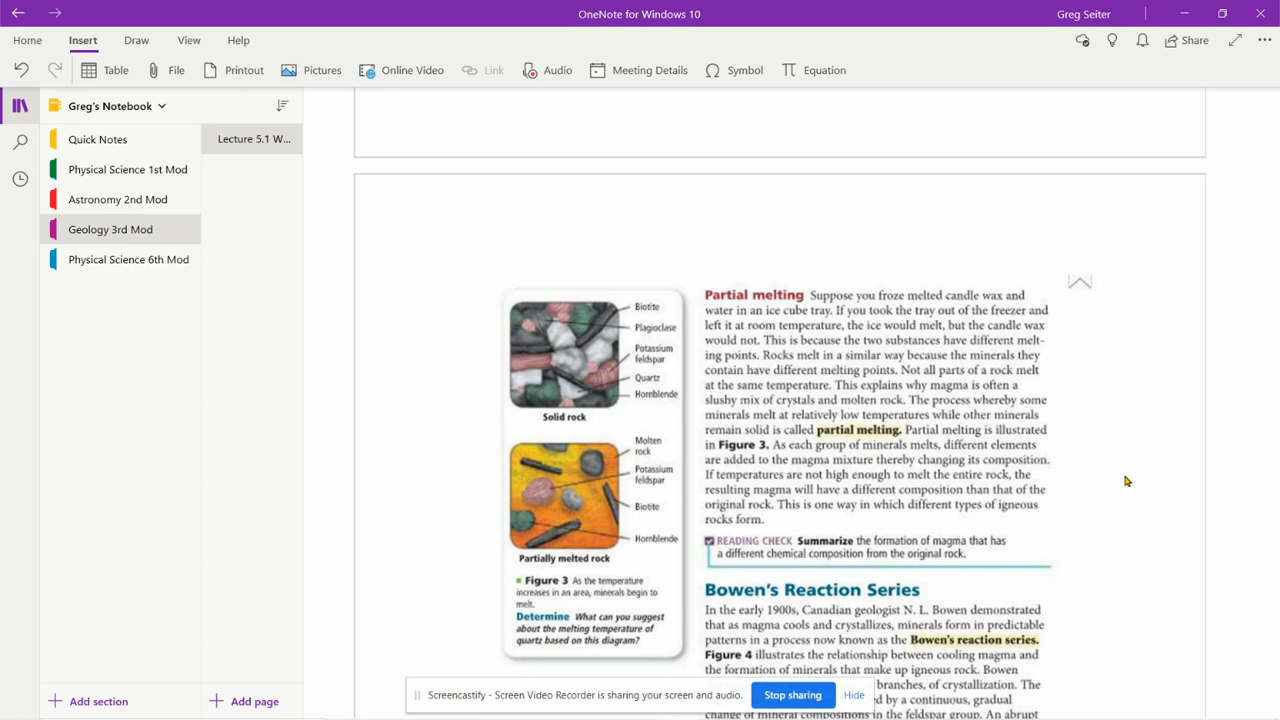 OneNote for Windows 10
Greg Seiter
Home
Insert
Draw
View
Help
Share
Table
File
Printout
Pictures
Online Video
Link
Audio
Meeting Details
Symbol
Equation
Greg's Notebook
Quick Notes
Physical Science 1st Mod
Astronomy 2nd Mod
Geology 3rd Mod
Physical Science 6th Mod
Lecture 5.1 W...
Biotite
Plagioclase
Potassium
feldspar
Quartz
Hornblende
Solid rock
Molten
rock
Potassium
feldspar
Biotite
Hornblende
Partially melted rock
Figure 3 As the temperature
increases in an area, minerals begin to
melt.
Determine What can you suggest
about the melting temperature of
quartz based on this diagram?
Partial melting Suppose you froze melted candle wax and
water in an ice cube tray. If you took the tray out of the freezer and
left it at room temperature, the ice would melt, but the candle wax
would not. This is because the two substances have different melt-
ing points. Rocks melt in a similar way because the minerals they
contain have different melting points. Not all parts of a rock melt
at the same temperature. This explains why magma is often a
slushy mix of crystals and molten rock. The process whereby some
minerals melt at relatively low temperatures while other minerals
remain solid is called partial melting. Partial melting is illustrated
in Figure 3. As each group of minerals melts, different elements
are added to the magma mixture thereby changing its composition.
If temperatures are not high enough to melt the entire rock, the
resulting magma will have a different composition than that of the
original rock. This is one way in which different types of igneous
rocks form.
READING CHECK Summarize the formation of magma that has
a different chemical composition from the original rock.
Bowen's Reaction Series
In the early 1900s, Canadian geologist N. L. Bowen demonstrated
that as magma cools and crystallizes, minerals form in predictable
patterns in a process now known as the Bowen's reaction series.
Figure 4 illustrates the relationship between cooling magma and
the formation of minerals that make up igneous rock. Bowen
branches, of crystallization. The
ed by a continuous, gradual
change of mineral compositions in the feldspar group. An abrupt
Screencastify - Screen Video Recorder is sharing your screen and audio.
Stop sharing
Hide
Add section
Add page